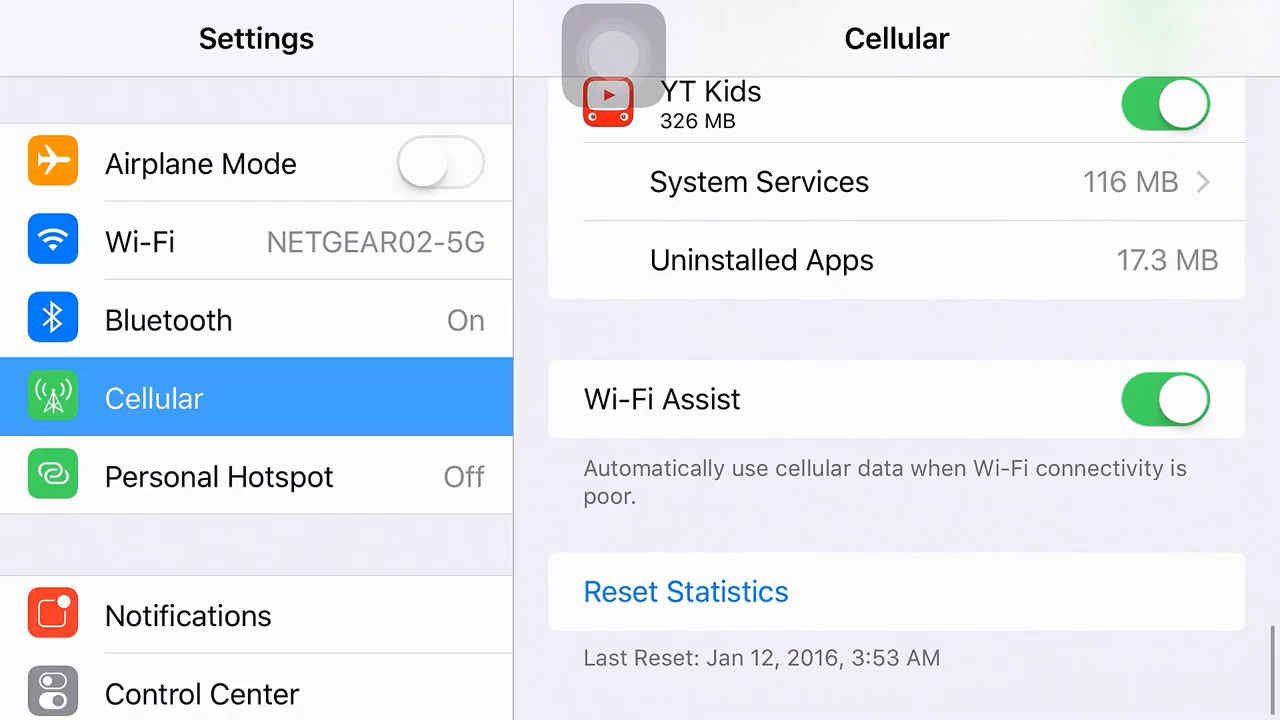 Settings
Airplane Mode
Wi-Fi NETGEAR02-5G
Bluetooth On
Cellular
Personal Hotspot Off
Notifications
Control Center
Cellular
YT Kids
326 MB
System Services 116 MB
Uninstalled Apps 17.3 MB
Wi-Fi Assist
Automatically use cellular data when Wi-Fi connectivity is
poor.
Reset Statistics
Last Reset: Jan 12, 2016, 3:53 AM